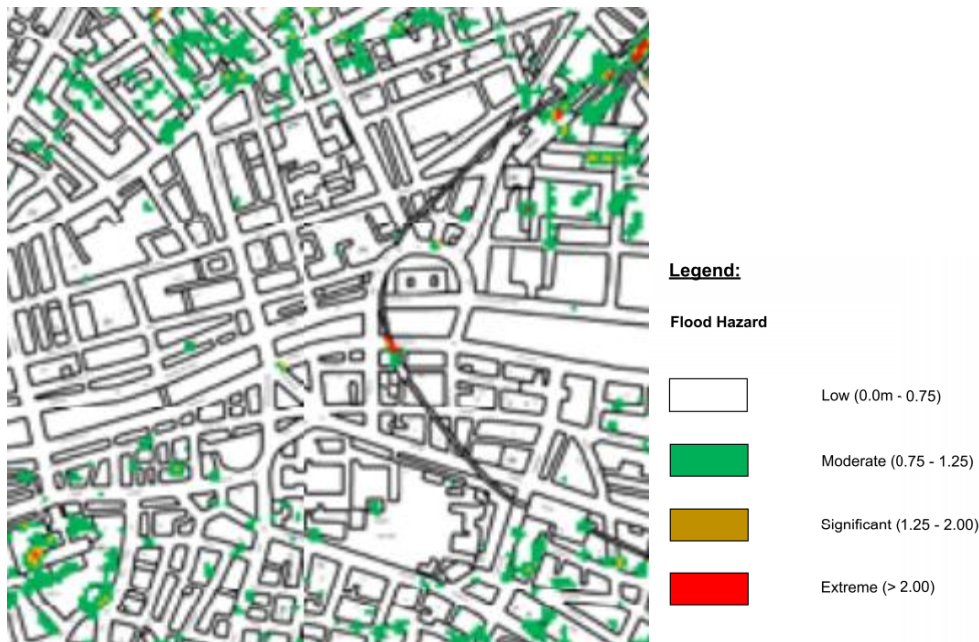 Legend:
Flood Hazard
Low (0.0m - 0.75)
Moderate (0.75 - 1.25)
Significant (1.25 - 2.00)
Extreme (> 2.00)